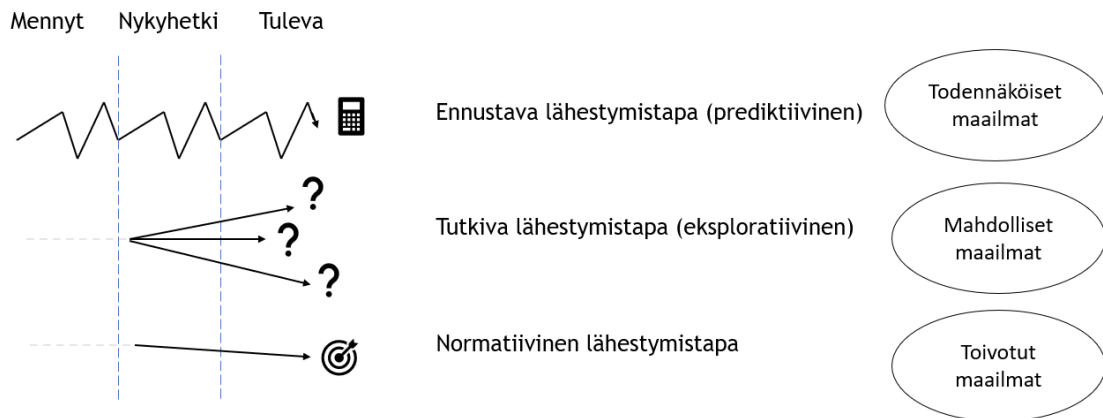 Mennyt Nykyhetki Tuleva
Ennustava lähestymistapa (prediktiivinen)
Todennäköiset
maailmat
?
?
?
Tutkiva lähestymistapa (eksploratiivinen)
Mahdolliset
maailmat
Normatiivinen lähestymistapa
Toivotut
maailmat